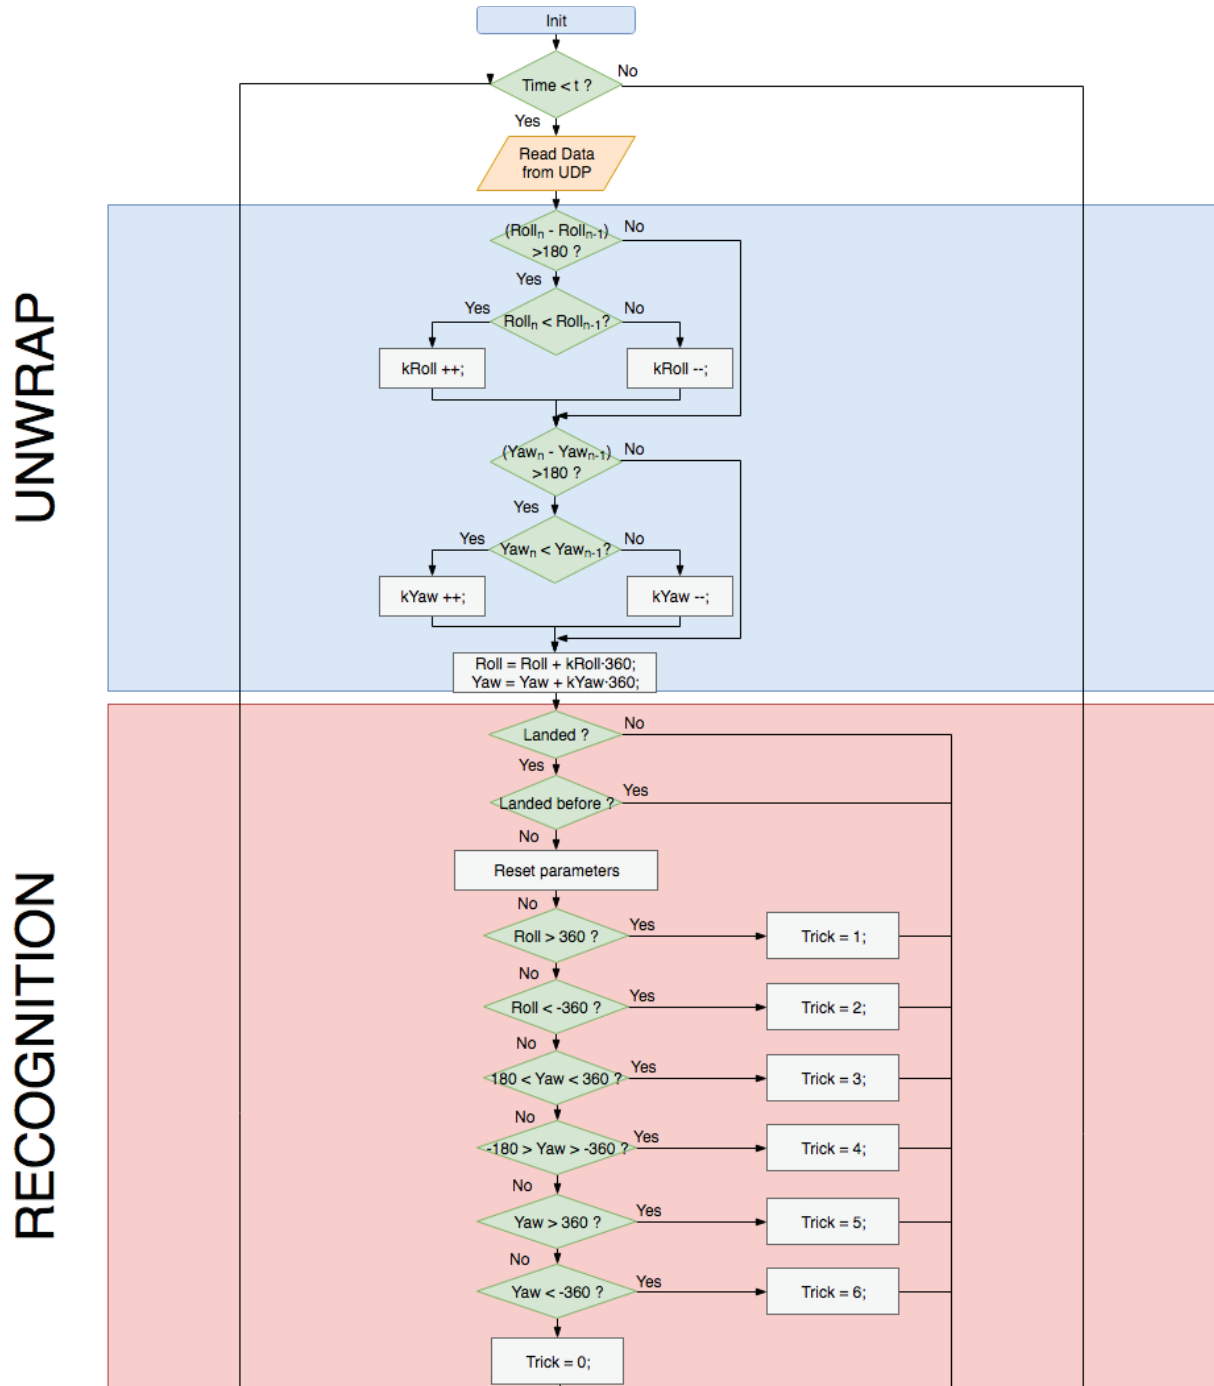 Init
Time < t ?
No
Yes
Read Data
from UDP
UNWRAP
(Rollₙ - Rollₙ₋₁)
>180 ?
No
Yes
Rollₙ < Rollₙ₋₁?
Yes
No
kRoll ++;
kRoll --;
(Yawₙ - Yawₙ₋₁)
>180 ?
No
Yes
Yawₙ < Yawₙ₋₁?
Yes
No
kYaw ++;
kYaw --;
Roll = Roll + kRoll·360;
Yaw = Yaw + kYaw·360;
RECOGNITION
Landed ?
No
Yes
Landed before ?
Yes
No
Reset parameters
No
Roll > 360 ?
Yes
Trick = 1;
No
Roll < -360 ?
Yes
Trick = 2;
No
180 < Yaw < 360 ?
Yes
Trick = 3;
No
-180 > Yaw > -360 ?
Yes
Trick = 4;
No
Yaw > 360 ?
Yes
Trick = 5;
No
Yaw < -360 ?
Yes
Trick = 6;
Trick = 0;